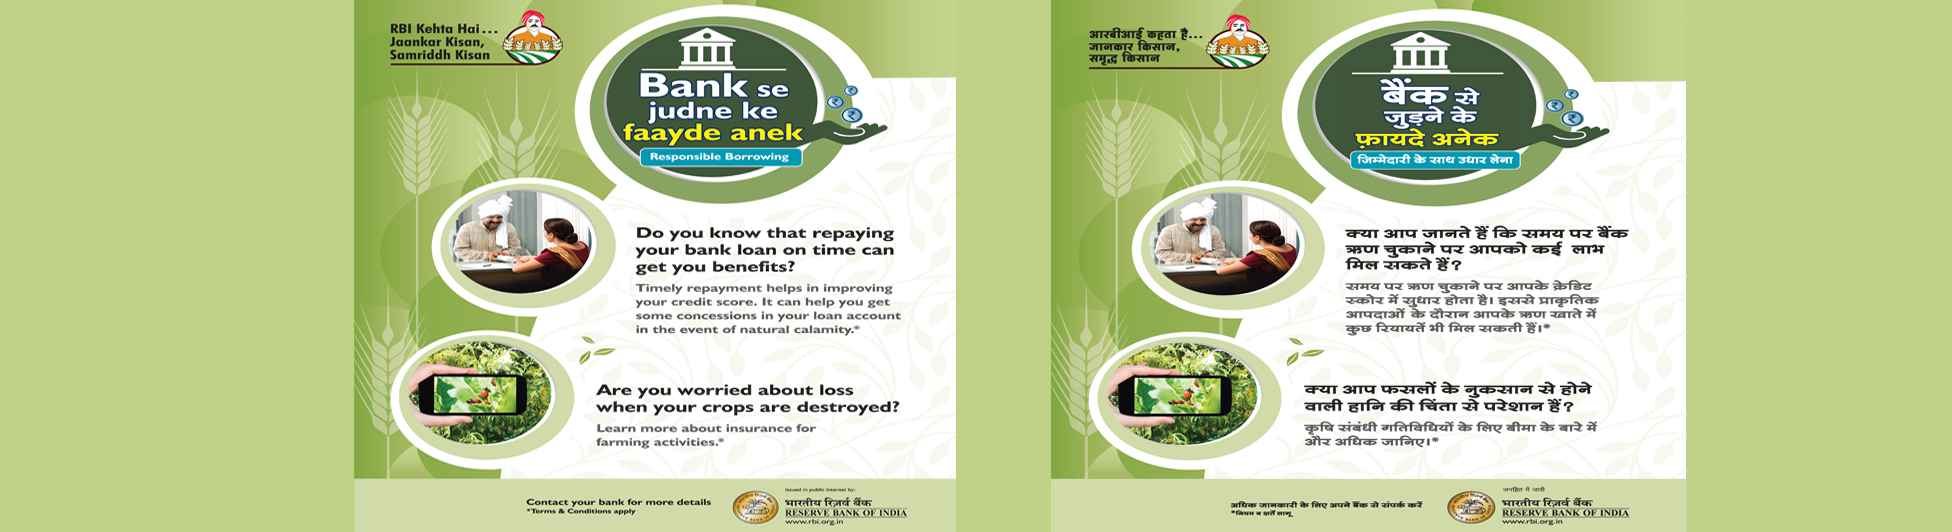 RBI Kehta Hai...
Jaankar Kisan,
Samriddh Kisan
Bank se
judne ke
faayde anek
Responsible Borrowing
Do you know that repaying
your bank loan on time can
get you benefits?
Timely repayment helps in improving
your credit score. It can help you get
some concessions in your loan account
in the event of natural calamity.*
Are you worried about loss
when your crops are destroyed?
Learn more about insurance for
farming activities.*
Contact your bank for more details
*Terms & Conditions apply
Issued in public interest by:
भारतीय रिज़र्व बैंक
RESERVE BANK OF INDIA
www.rbi.org.in
आरबीआई कहता है...
जानकार किसान,
समृद्ध किसान
बैंक से
जुड़ने के
फ़ायदे अनेक
जिम्मेदारी के साथ उधार लेना
क्या आप जानते हैं कि समय पर बैंक
ऋण चुकाने पर आपको कई लाभ
मिल सकते हैं?
समय पर ऋण चुकाने पर आपके क्रेडिट
स्कोर में सुधार होता है। इससे प्राकृतिक
आपदाओं के दौरान आपके ऋण खाते में
कुछ रियायतें भी मिल सकती हैं।*
क्या आप फसलों के नुकसान से होने
वाली हानि की चिंता से परेशान हैं?
कृषि संबंधी गतिविधियों के लिए बीमा के बारे में
और अधिक जानिए।*
अधिक जानकारी के लिए अपने बैंक से संपर्क करें
*नियम व शर्तें लागू
जनहित में जारी
भारतीय रिज़र्व बैंक
RESERVE BANK OF INDIA
www.rbi.org.in